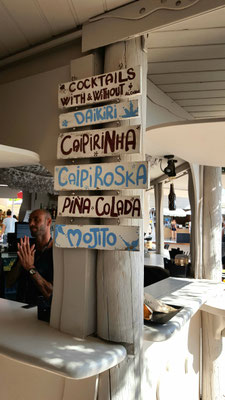 COCKTAILS
WITH & WITHOUT
DAIKIRI
CAIPIRINHA
CAIPIROSKA
PIÑA·COLADA
MOJITO